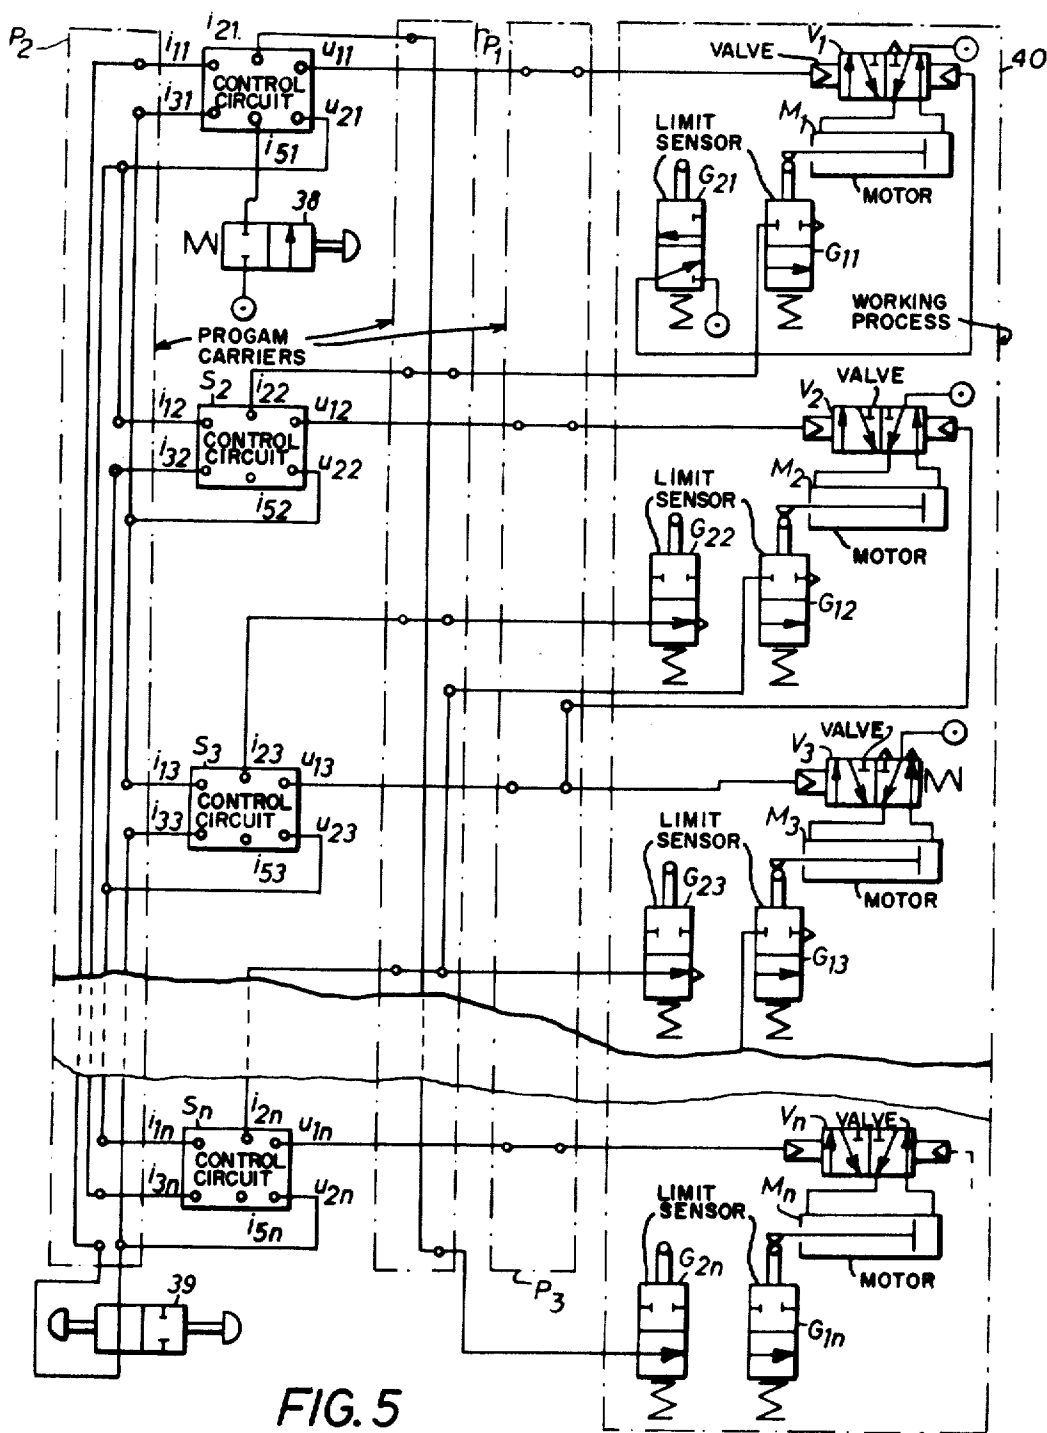 P2
i11
i21
u11
CONTROL
CIRCUIT
i31
u21
i51
P1
VALVE
V1
40
LIMIT
SENSOR
M1
MOTOR
G21
G11
38
PROGAM
CARRIERS
WORKING
PROCESS
S2
i12
i22
u12
CONTROL
CIRCUIT
i32
u22
i52
V2
VALVE
LIMIT
SENSOR
M2
MOTOR
G22
G12
S3
i13
i23
u13
CONTROL
CIRCUIT
i33
u23
i53
V3
VALVE
LIMIT
SENSOR
M3
MOTOR
G23
G13
Sn
i1n
i2n
u1n
CONTROL
CIRCUIT
i3n
u2n
i5n
Vn
VALVE
LIMIT
SENSOR
Mn
MOTOR
G2n
G1n
P3
39
FIG. 5